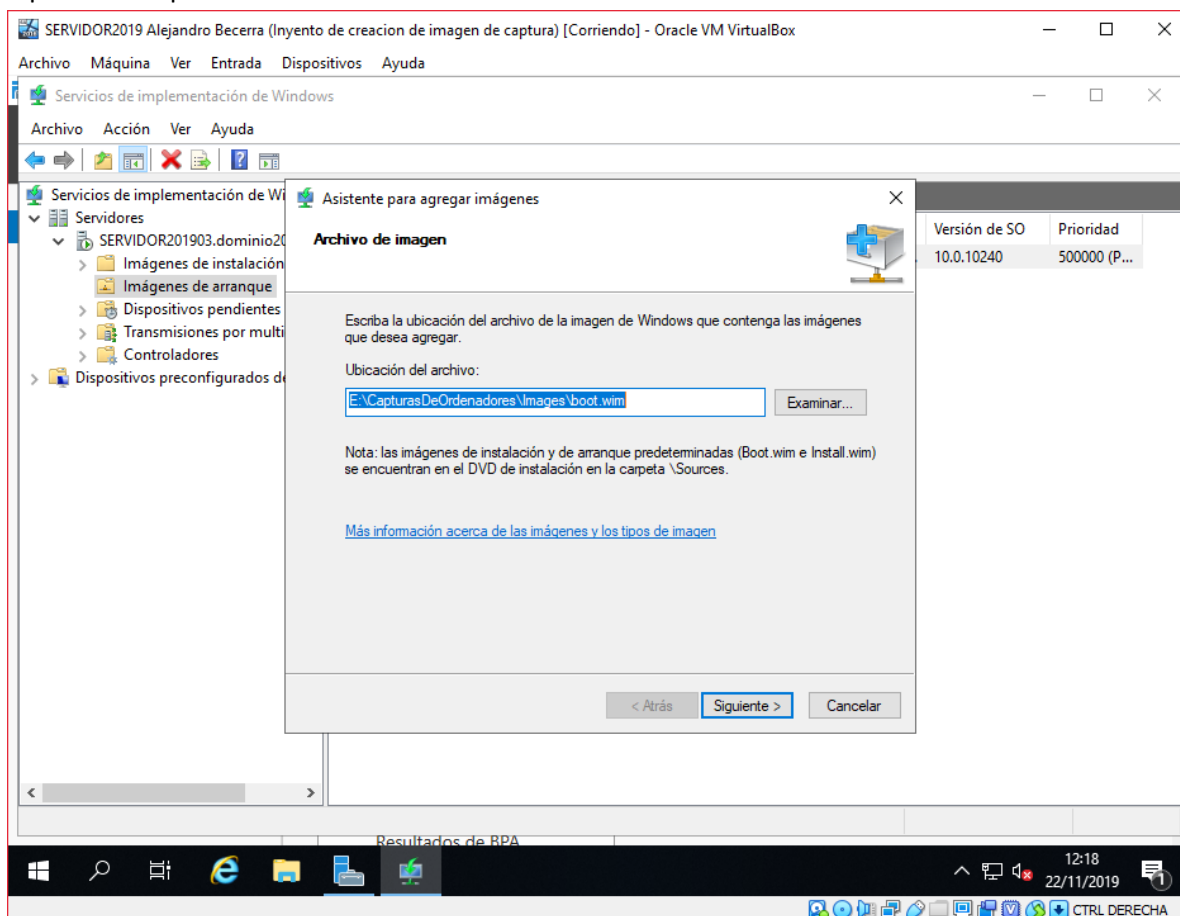 SERVIDOR2019 Alejandro Becerra (Inyento de creacion de imagen de captura) [Corriendo] - Oracle VM VirtualBox
Archivo Máquina Ver Entrada Dispositivos Ayuda
Servicios de implementación de Windows
Archivo Acción Ver Ayuda
Servicios de implementación de Wi
Servidores
SERVIDOR201903.dominio20
Imágenes de instalación
Imágenes de arranque
Dispositivos pendientes
Transmisiones por multi
Controladores
Dispositivos preconfigurados de
Asistente para agregar imágenes
Archivo de imagen
Escriba la ubicación del archivo de la imagen de Windows que contenga las imágenes
que desea agregar.
Ubicación del archivo:
E:\CapturasDeOrdenadores\Images\boot.wim
Examinar...
Nota: las imágenes de instalación y de arranque predeterminadas (Boot.wim e Install.wim)
se encuentran en el DVD de instalación en la carpeta \Sources.
Más información acerca de las imágenes y los tipos de imagen
< Atrás Siguiente > Cancelar
Versión de SO Prioridad
10.0.10240 500000 (P...
Resultados de BPA
12:18
22/11/2019
1
CTRL DERECHA